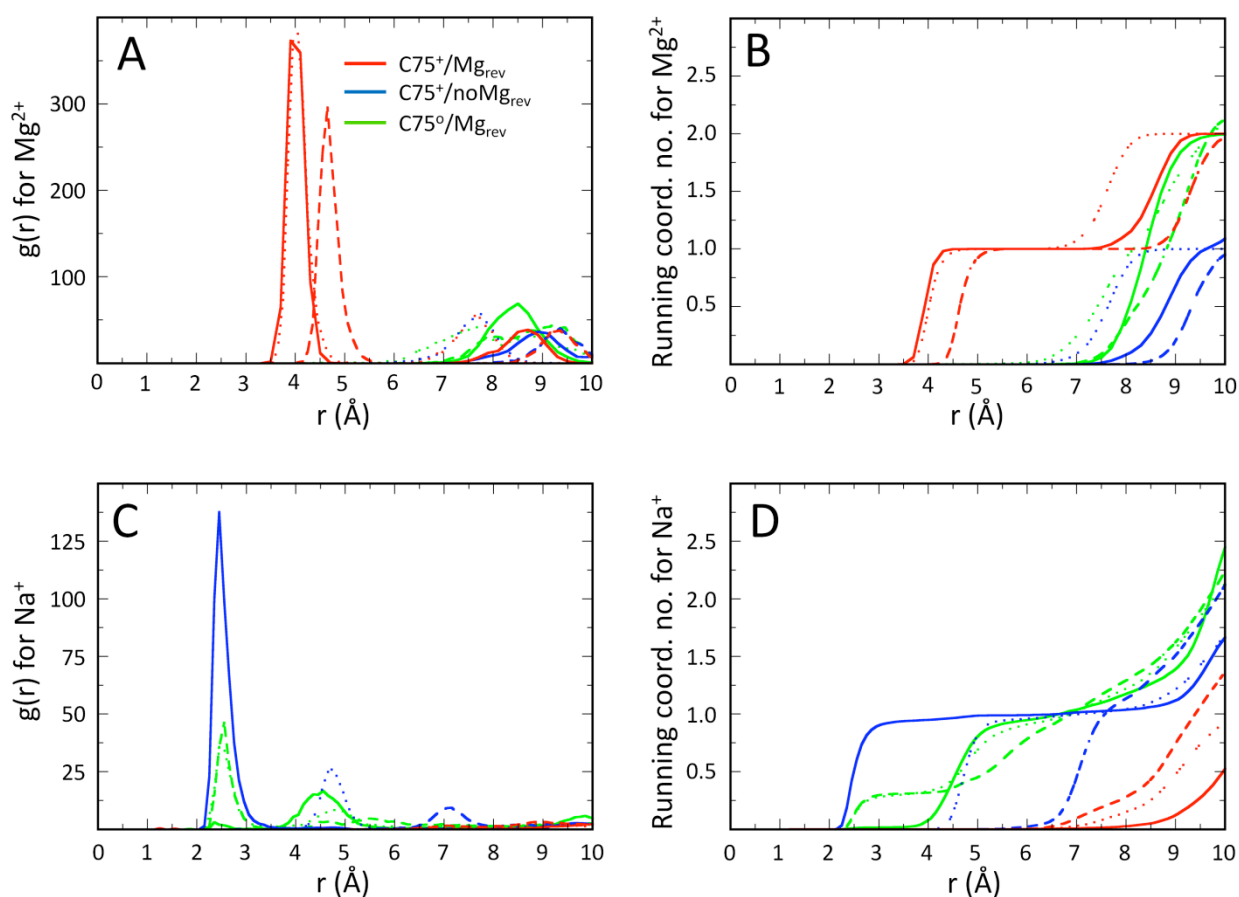 A
g(r) for Mg²⁺
C75⁺/Mg_rev
C75⁺/noMg_rev
C75º/Mg_rev
350
300
200
100
0 1 2 3 4 5 6 7 8 9 10
r (Å)
B
Running coord. no. for Mg²⁺
2.5
2.0
1.5
1.0
0.5
0 1 2 3 4 5 6 7 8 9 10
r (Å)
C
g(r) for Na⁺
125
100
75
50
25
0 1 2 3 4 5 6 7 8 9 10
r (Å)
D
Running coord. no. for Na⁺
2.5
2.0
1.5
1.0
0.5
0 1 2 3 4 5 6 7 8 9 10
r (Å)